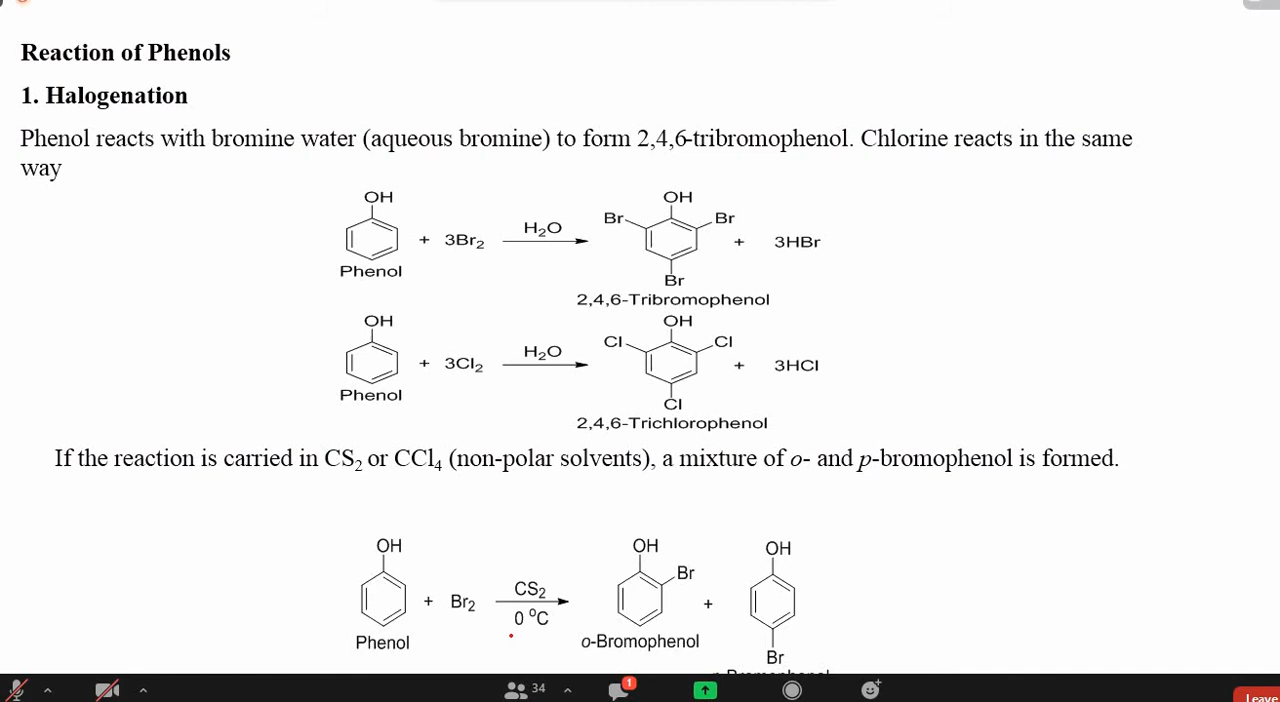 Reaction of Phenols
1. Halogenation
Phenol reacts with bromine water (aqueous bromine) to form 2,4,6-tribromophenol. Chlorine reacts in the same
way
OH
OH
Br
Br
+ 3Br₂
H₂O
+ 3HBr
Phenol
Br
2,4,6-Tribromophenol
OH
OH
Cl
Cl
+ 3Cl₂
H₂O
+ 3HCl
Phenol
Cl
2,4,6-Trichlorophenol
If the reaction is carried in CS₂ or CCl₄ (non-polar solvents), a mixture of o- and p-bromophenol is formed.
OH
OH
OH
Br
+ Br₂
CS₂
0 ⁰C
+
Phenol
o-Bromophenol
Br
34
1
Leave